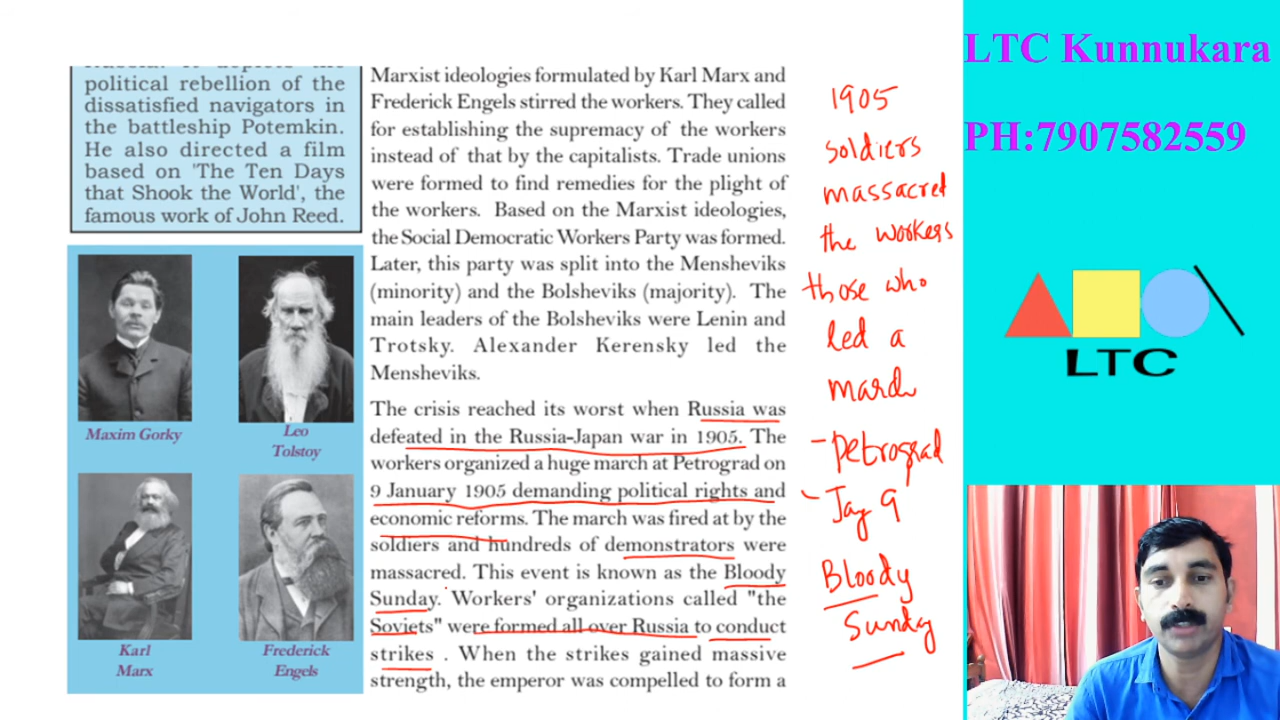 political rebellion of the
dissatisfied navigators in
the battleship Potemkin.
He also directed a film
based on 'The Ten Days
that Shook the World', the
famous work of John Reed.
Maxim Gorky
Leo
Tolstoy
Karl
Marx
Frederick
Engels
Marxist ideologies formulated by Karl Marx and
Frederick Engels stirred the workers. They called
for establishing the supremacy of the workers
instead of that by the capitalists. Trade unions
were formed to find remedies for the plight of
the workers. Based on the Marxist ideologies,
the Social Democratic Workers Party was formed.
Later, this party was split into the Mensheviks
(minority) and the Bolsheviks (majority). The
main leaders of the Bolsheviks were Lenin and
Trotsky. Alexander Kerensky led the
Mensheviks.
The crisis reached its worst when Russia was
defeated in the Russia-Japan war in 1905. The
workers organized a huge march at Petrograd on
9 January 1905 demanding political rights and
economic reforms. The march was fired at by the
soldiers and hundreds of demonstrators were
massacred. This event is known as the Bloody
Sunday. Workers' organizations called "the
Soviets" were formed all over Russia to conduct
strikes . When the strikes gained massive
strength, the emperor was compelled to form a
1905
soldiers
massacred
the workers
those who
led a
march
- Petrograd
- Jay 9
Bloody
Sunday
LTC Kunnukara
PH:7907582559
LTC